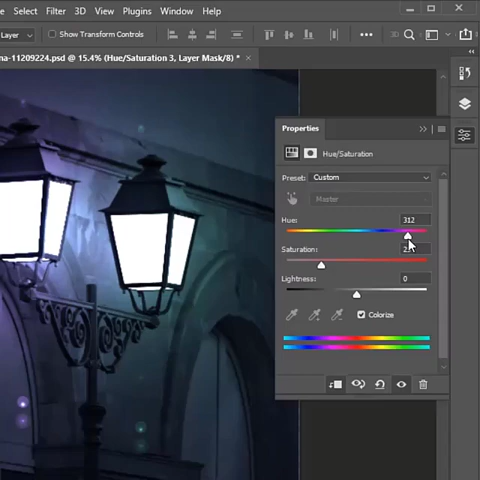 Select Filter 3D View Plugins Window Help
Layer Show Transform Controls 3D
na-11209224.psd @ 15.4% (Hue/Saturation 3, Layer Mask/8) *
Properties
Hue/Saturation
Preset: Custom
Master
Hue: 312
Saturation:
Lightness: 0
Colorize